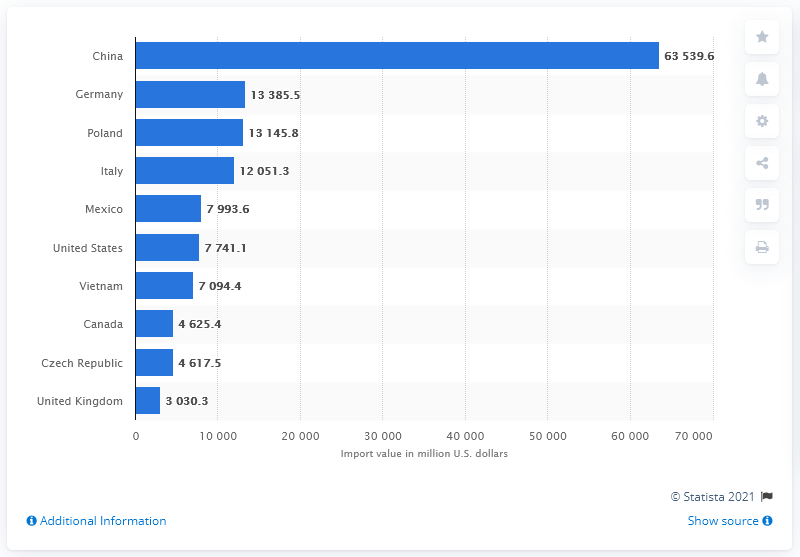 China 63 539.6
Germany 13 385.5
Poland 13 145.8
Italy 12 051.3
Mexico 7 993.6
United States 7 741.1
Vietnam 7 094.4
Canada 4 625.4
Czech Republic 4 617.5
United Kingdom 3 030.3
0 10 000 20 000 30 000 40 000 50 000 60 000 70 000
Import value in million U.S. dollars
© Statista 2021
Additional Information Show source